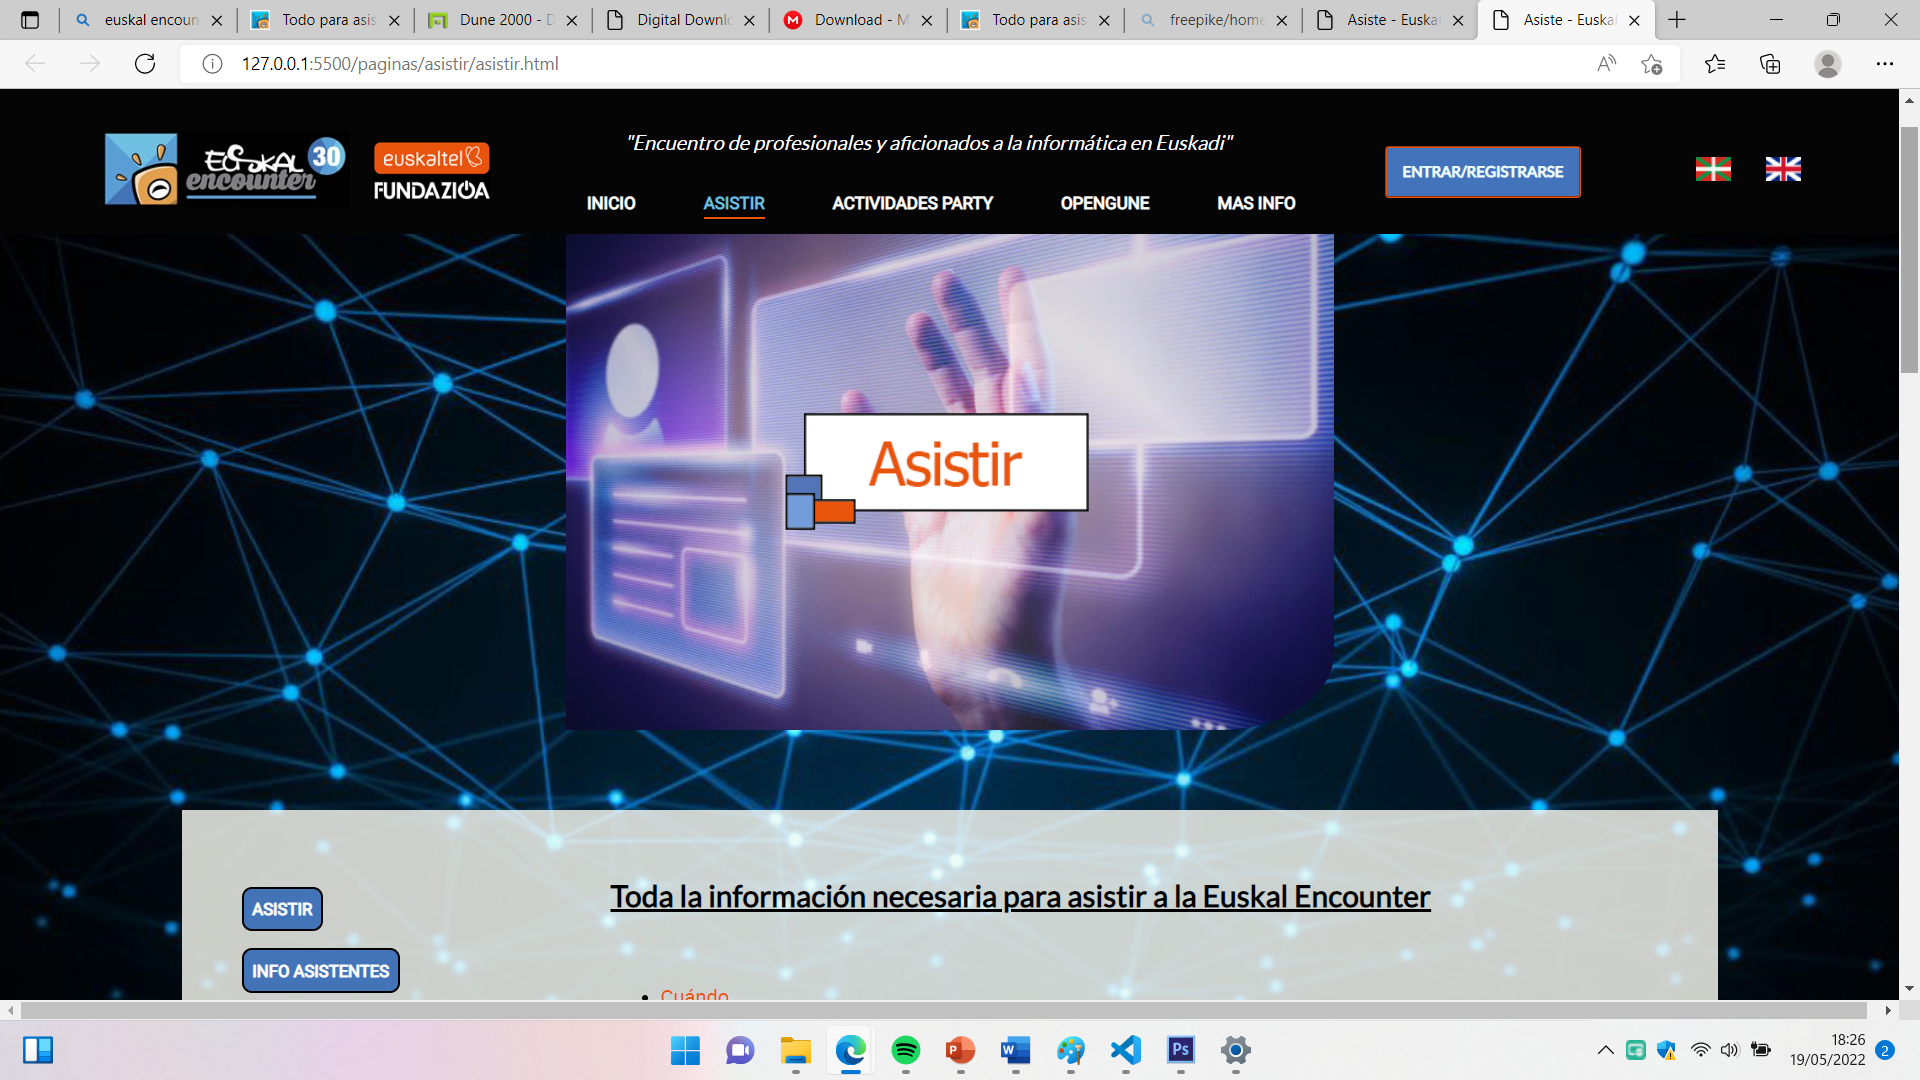 euskal encoun
Todo para asis
Dune 2000 - D
Digital Downlo
Download - M
Todo para asis
freepike/home
Asiste - Euskal
Asiste - Euskal
127.0.0.1:5500/paginas/asistir/asistir.html
EUSKAL 30
encounter
euskaltel
FUNDAZIOA
"Encuentro de profesionales y aficionados a la informática en Euskadi"
INICIO
ASISTIR
ACTIVIDADES PARTY
OPENGUNE
MAS INFO
ENTRAR/REGISTRARSE
Asistir
ASISTIR
INFO ASISTENTES
Toda la información necesaria para asistir a la Euskal Encounter
Cuándo
18:26
19/05/2022
2